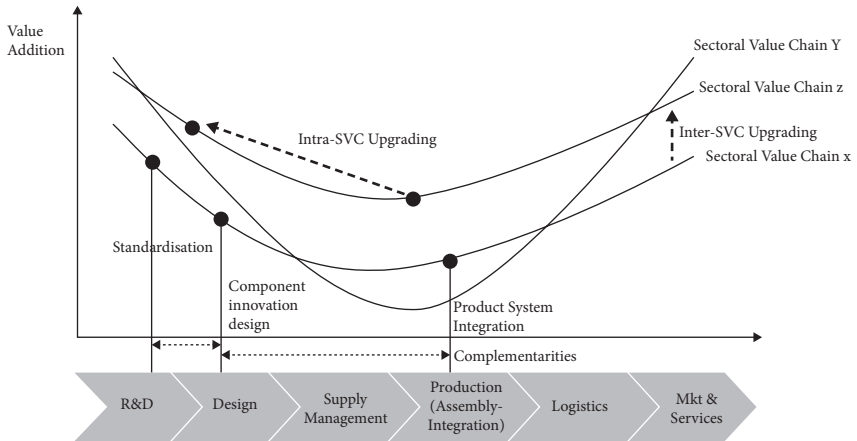 Value
Addition
Sectoral Value Chain Y
Sectoral Value Chain z
Intra-SVC Upgrading
Inter-SVC Upgrading
Sectoral Value Chain x
Standardisation
Component
innovation
design
Product System
Integration
Complementarities
R&D
Design
Supply
Management
Production
(Assembly-
Integration)
Logistics
Mkt &
Services